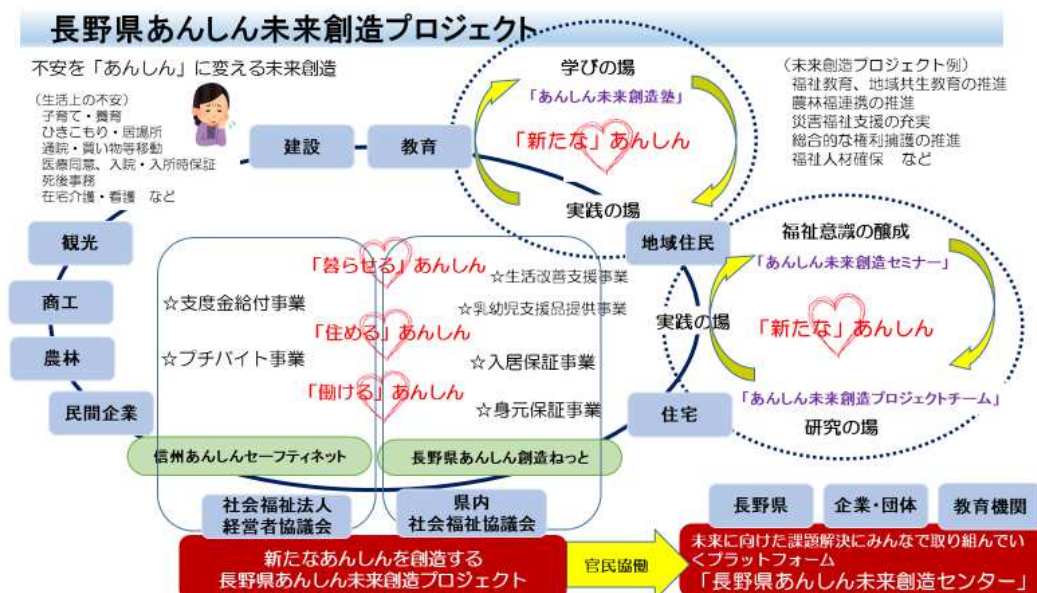 長野県あんしん未来創造プロジェクト
不安を「あんしん」に変える未来創造
（生活上の不安）
子育て・養育
ひきこもり・居場所
通院・買い物等移動
医療同意、入院・入所時保証
死後事務
在宅介護・看護　など
建設
教育
学びの場
「あんしん未来創造塾」
「新たな」あんしん
実践の場
（未来創造プロジェクト例）
福祉教育、地域共生教育の推進
農林福連携の推進
災害福祉支援の充実
総合的な権利擁護の推進
福祉人材確保　など
観光
商工
農林
民間企業
地域住民
住宅
福祉意識の醸成
「あんしん未来創造セミナー」
実践の場
「新たな」あんしん
「あんしん未来創造プロジェクトチーム」
研究の場
「暮らせる」あんしん
☆生活改善支援事業
☆支度金給付事業
☆乳幼児支援品提供事業
「住める」あんしん
☆プチバイト事業
☆入居保証事業
「働ける」あんしん
☆身元保証事業
信州あんしんセーフティネット
長野県あんしん創造ねっと
社会福祉法人
経営者協議会
県内
社会福祉協議会
長野県
企業・団体
教育機関
新たなあんしんを創造する
長野県あんしん未来創造プロジェクト
官民協働
未来に向けた課題解決にみんなで取り組んでい
くプラットフォーム
「長野県あんしん未来創造センター」